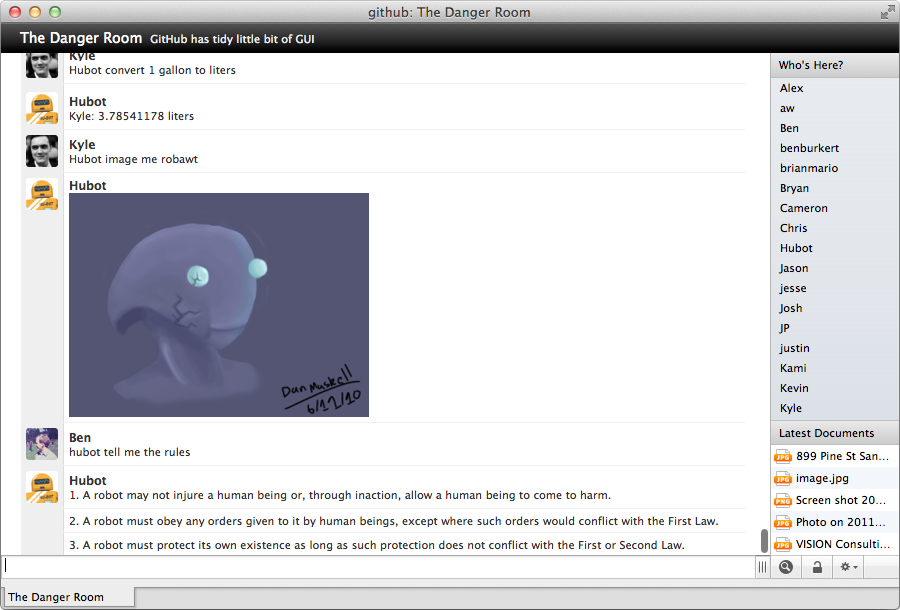 github: The Danger Room
The Danger Room GitHub has tidy little bit of GUI
Kyle
Hubot convert 1 gallon to liters
Hubot
Kyle: 3.78541178 liters
Kyle
Hubot image me robawt
Hubot
Dan Maskell
6/17/10
Ben
hubot tell me the rules
Hubot
1. A robot may not injure a human being or, through inaction, allow a human being to come to harm.
2. A robot must obey any orders given to it by human beings, except where such orders would conflict with the First Law.
3. A robot must protect its own existence as long as such protection does not conflict with the First or Second Law.
Who's Here?
Alex
aw
Ben
benburkert
brianmario
Bryan
Cameron
Chris
Hubot
Jason
jesse
Josh
JP
justin
Kami
Kevin
Kyle
Latest Documents
JPG 899 Pine St San...
JPG image.jpg
PNG Screen shot 20...
JPG Photo on 2011...
JPG VISION Consulti...
The Danger Room